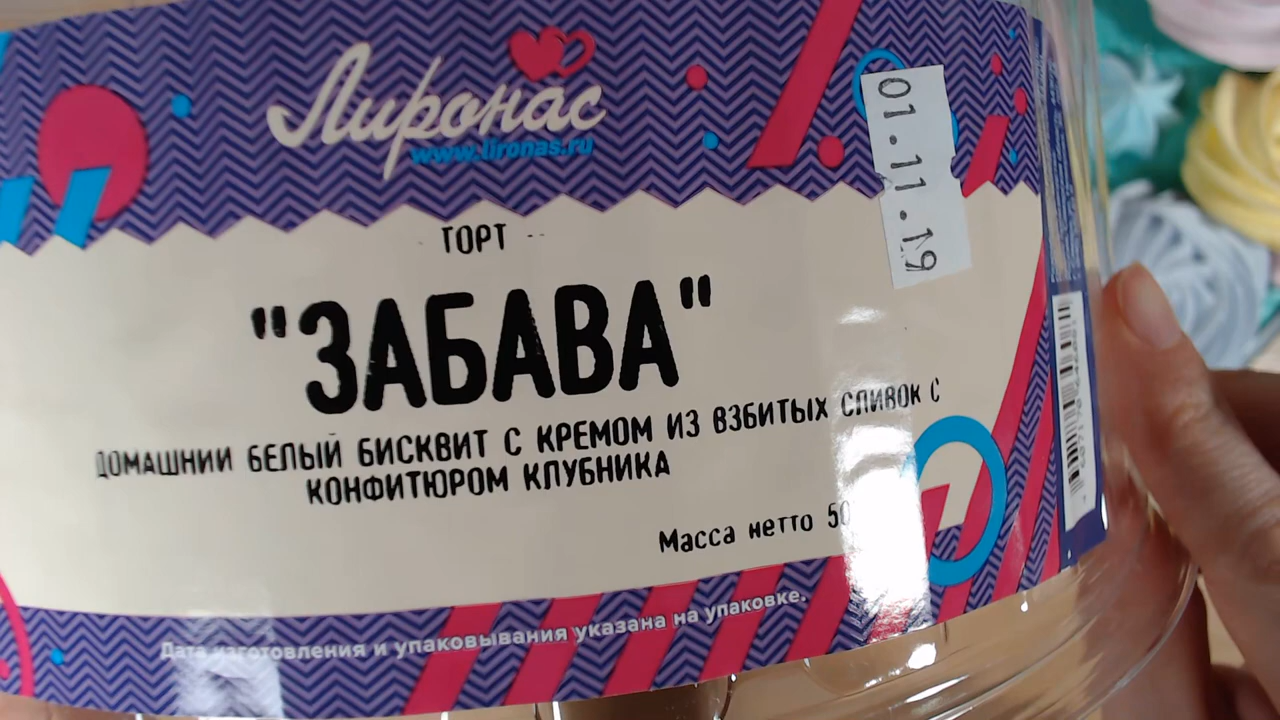 Лиронас
www.lironas.ru
01.11.19
ТОРТ
"ЗАБАВА"
ДОМАШНИЙ БЕЛЫЙ БИСКВИТ С КРЕМОМ ИЗ ВЗБИТЫХ СЛИВОК С
КОНФИТЮРОМ КЛУБНИКА
Масса нетто
Дата изготовления и упаковывания указана на упаковке.